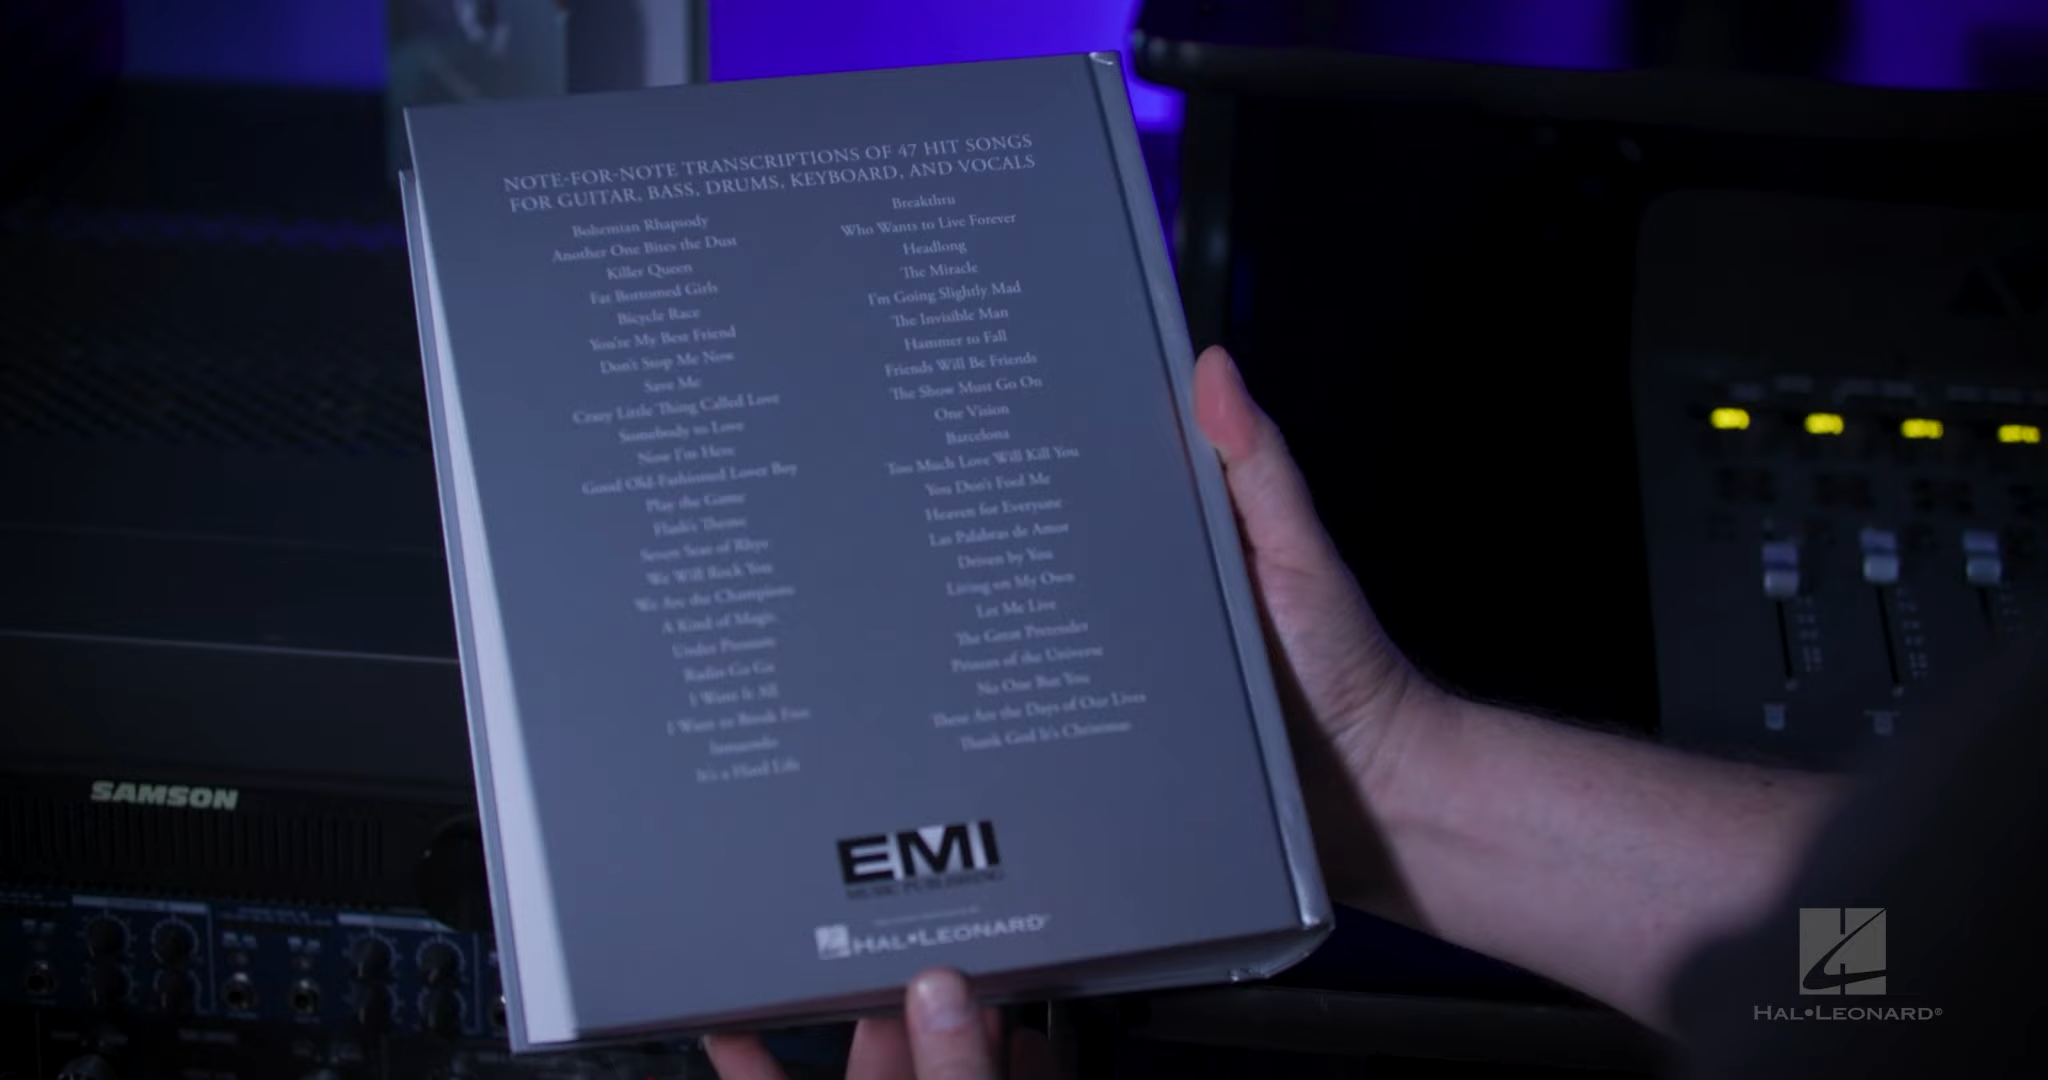 NOTE-FOR-NOTE TRANSCRIPTIONS OF 47 HIT SONGS
FOR GUITAR, BASS, DRUMS, KEYBOARD, AND VOCALS
Bohemian Rhapsody
Another One Bites the Dust
Killer Queen
Fat Bottomed Girls
Bicycle Race
You're My Best Friend
Don't Stop Me Now
Save Me
Crazy Little Thing Called Love
Somebody to Love
Now I'm Here
Good Old-Fashioned Lover Boy
Play the Game
Flash's Theme
Seven Seas of Rhye
We Will Rock You
We Are the Champions
A Kind of Magic
Under Pressure
Radio Ga Ga
I Want It All
I Want to Break Free
Innuendo
It's a Hard Life
Breakthru
Who Wants to Live Forever
Headlong
The Miracle
I'm Going Slightly Mad
The Invisible Man
Hammer to Fall
Friends Will Be Friends
The Show Must Go On
One Vision
Barcelona
Too Much Love Will Kill You
You Don't Fool Me
Heaven for Everyone
Las Palabras de Amor
Driven by You
Living on My Own
Let Me Live
The Great Pretender
Princes of the Universe
No One But You
These Are the Days of Our Lives
Thank God It's Christmas
EMI
MUSIC PUBLISHING
HAL•LEONARD®
SAMSON
HAL•LEONARD®